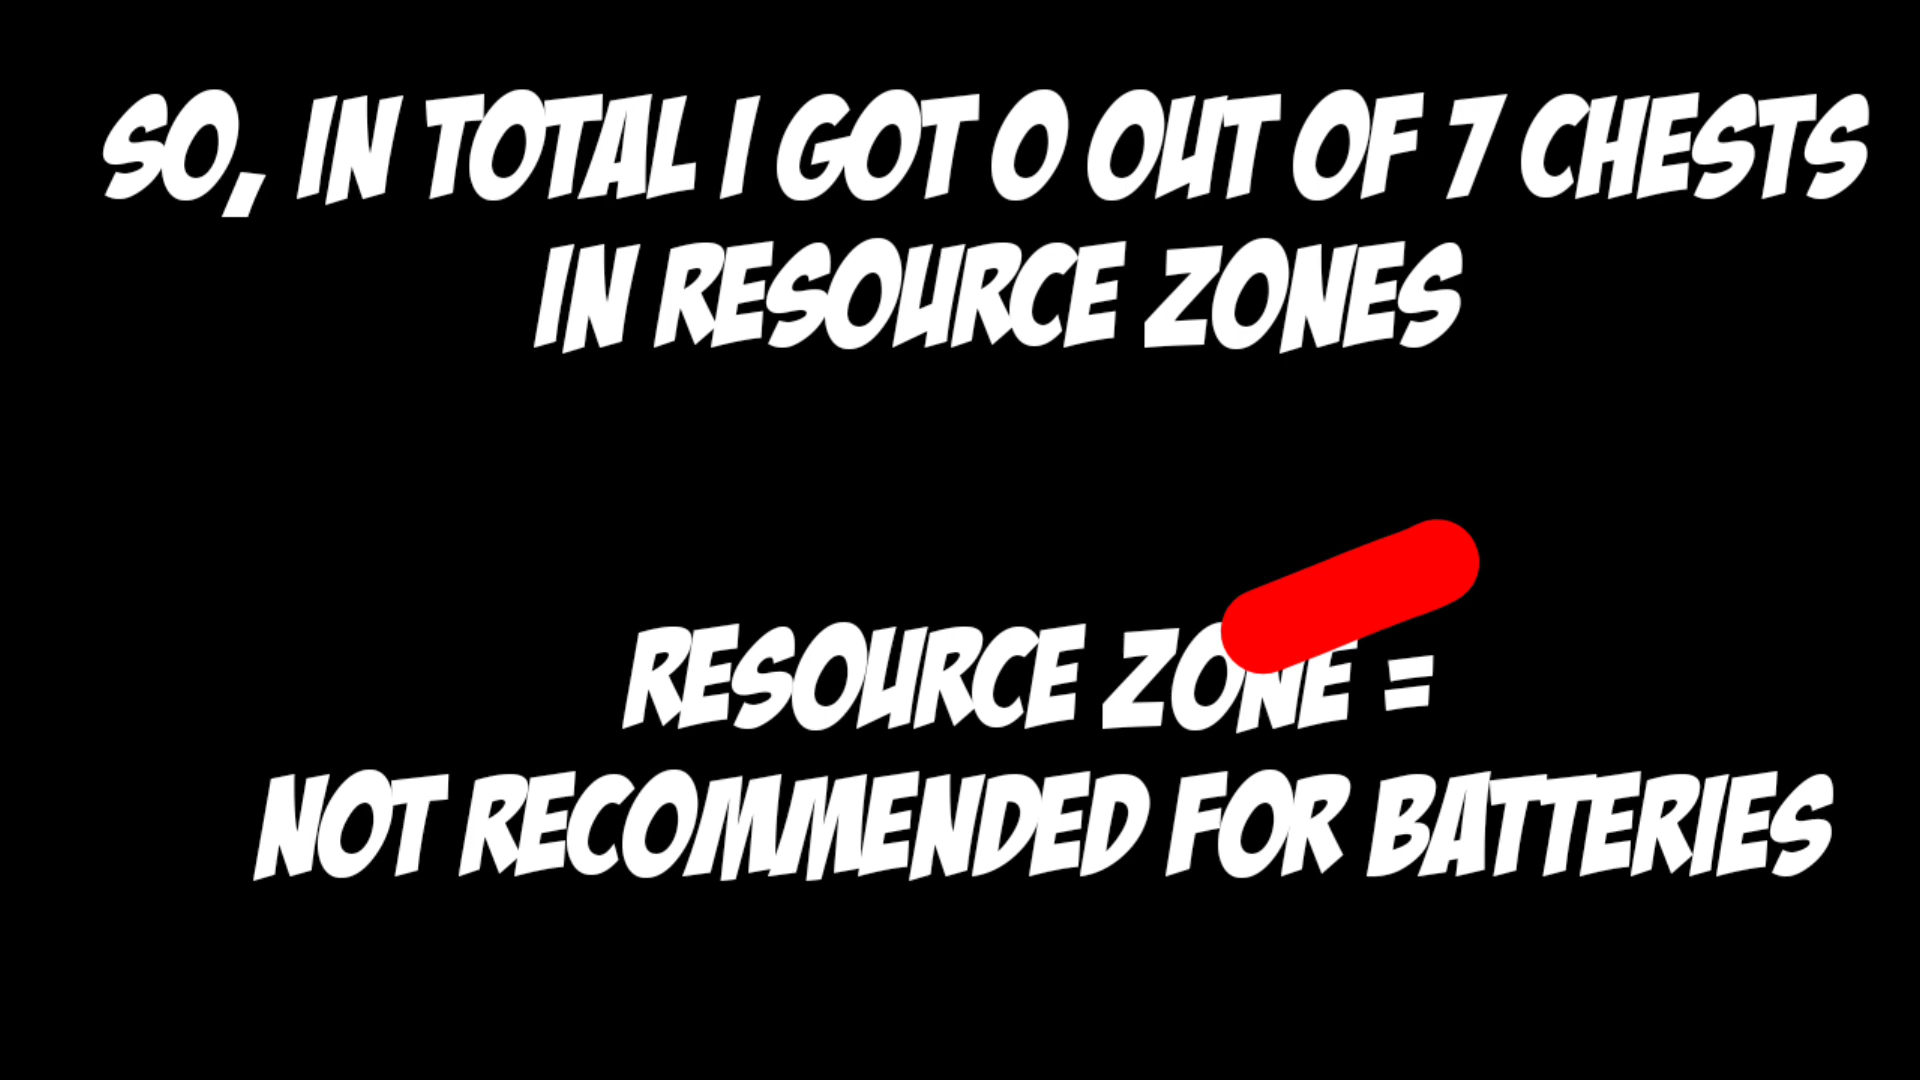 SO, IN TOTAL I GOT 0 OUT OF 7 CHESTS
IN RESOURCE ZONES
RESOURCE ZONE =
NOT RECOMMENDED FOR BATTERIES